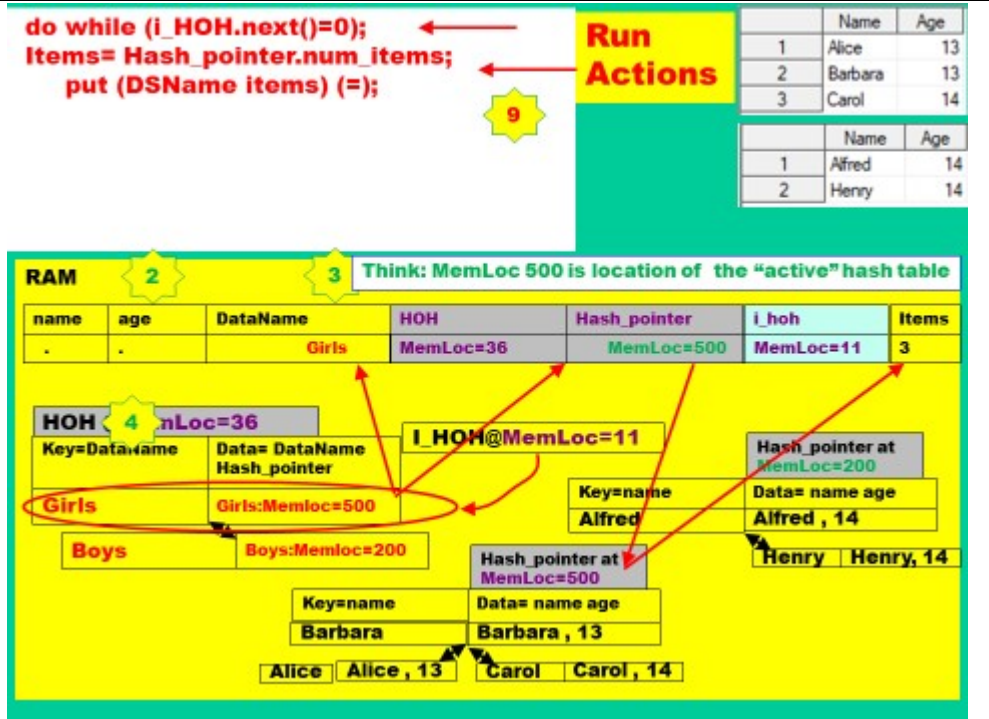 do while (i_HOH.next()=0);
Items= Hash_pointer.num_items;
put (DSName items) (=);
9
Run
Actions
Name Age
1 Alice 13
2 Barbara 13
3 Carol 14
Name Age
1 Alfred 14
2 Henry 14
RAM 2 3 Think: MemLoc 500 is location of the “active” hash table
name age DataName HOH Hash_pointer i_hoh Items
. . Girls MemLoc=36 MemLoc=500 MemLoc=11 3
HOH 4 mLoc=36
Key=DataName Data= DataName
Hash_pointer
Girls Girls:Memloc=500
Boys Boys:Memloc=200
I_HOH@MemLoc=11
Hash_pointer at
MemLoc=200
Key=name Data= name age
Alfred Alfred , 14
Henry Henry, 14
Hash_pointer at
MemLoc=500
Key=name Data= name age
Barbara Barbara , 13
Alice Alice , 13 Carol Carol , 14